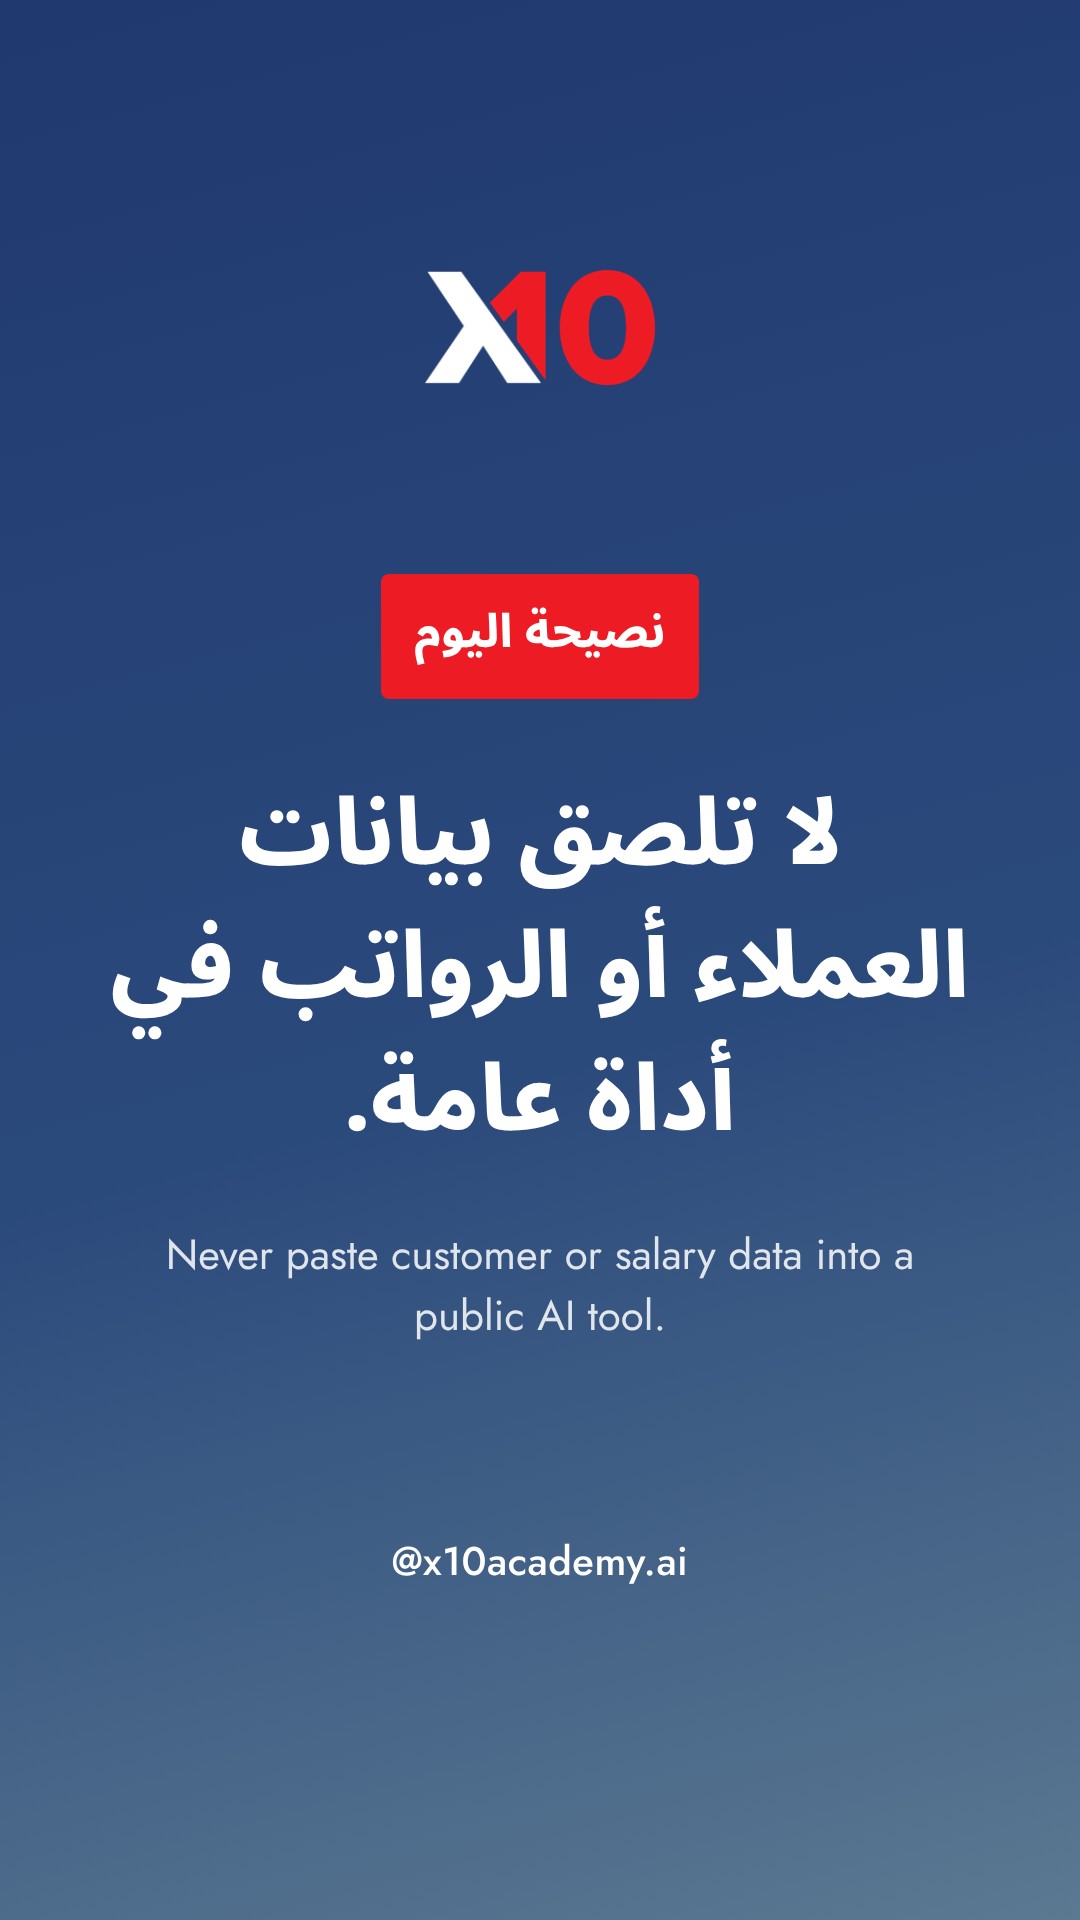 X10
نصيحة اليوم
لا تلصق بيانات
العملاء أو الرواتب في
أداة عامة.
Never paste customer or salary data into a
public AI tool.
@x10academy.ai